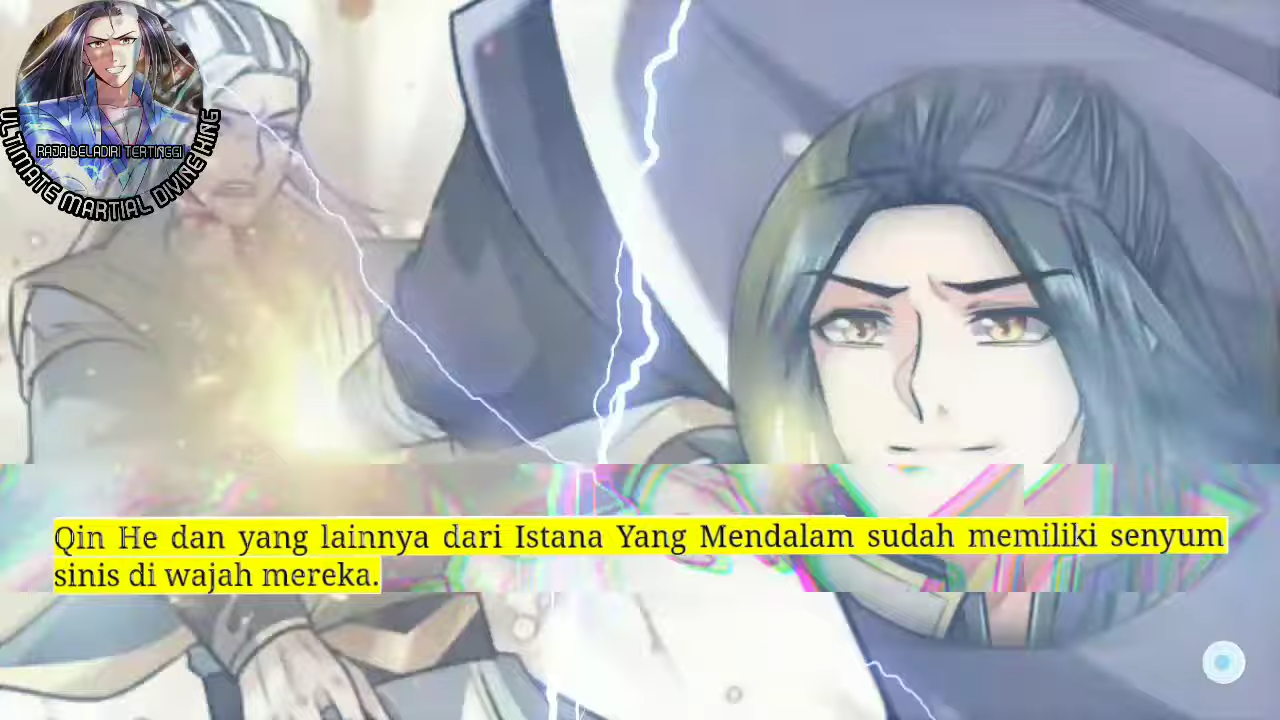 RAJA BELADIRI TERTINGGI
ULTIMATE MARTIAL DIVINE KING
Qin He dan yang lainnya dari Istana Yang Mendalam sudah memiliki senyum
sinis di wajah mereka.